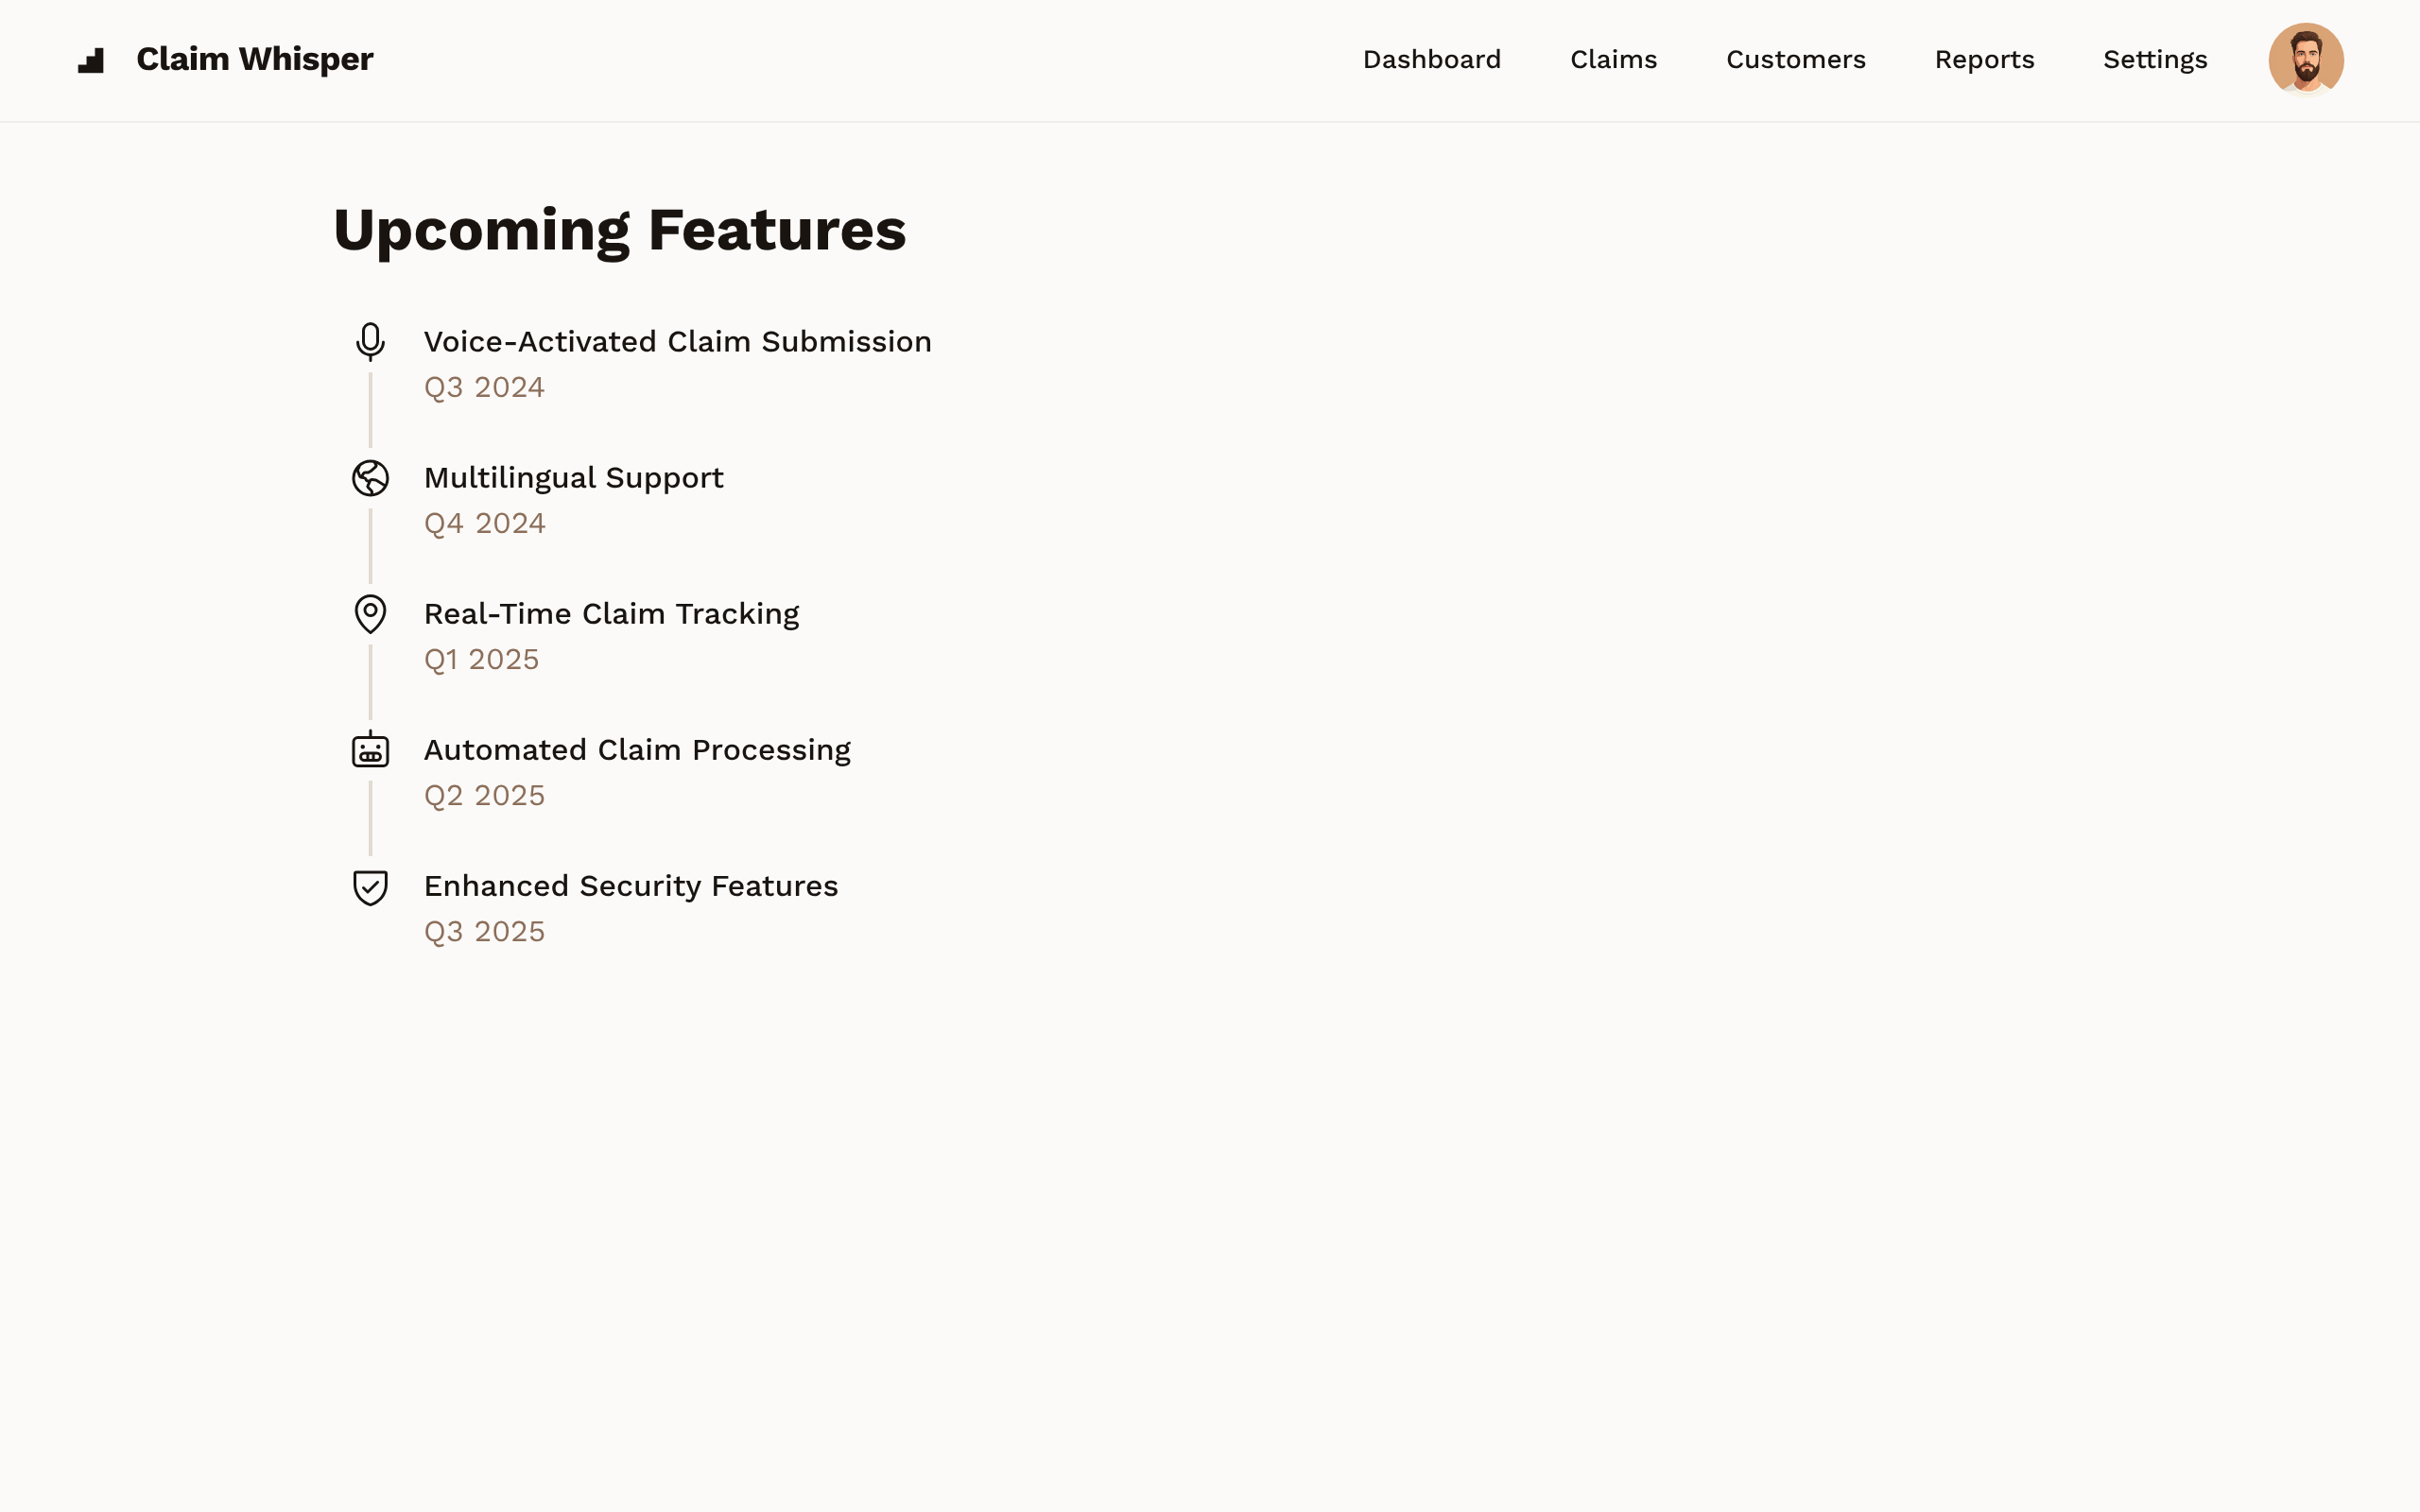 Claim Whisper
Dashboard
Claims
Customers
Reports
Settings
Upcoming Features
Voice-Activated Claim Submission
Q3 2024
Multilingual Support
Q4 2024
Real-Time Claim Tracking
Q1 2025
Automated Claim Processing
Q2 2025
Enhanced Security Features
Q3 2025